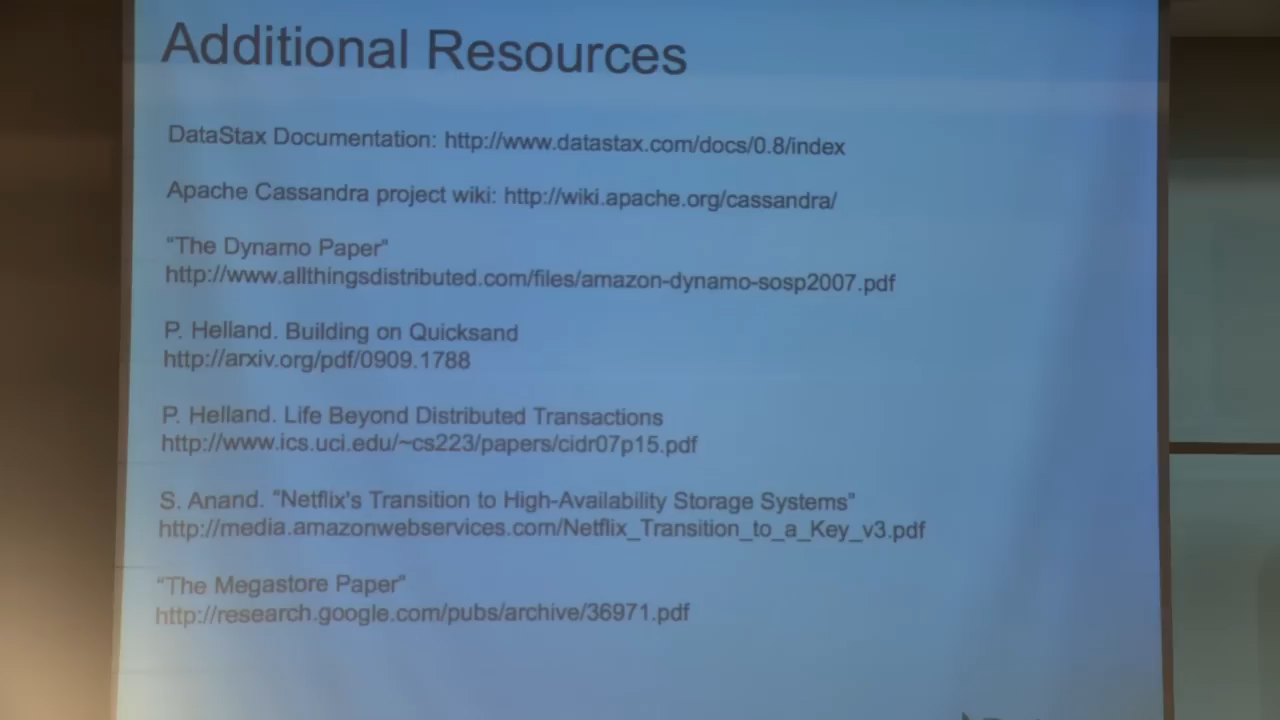 Additional Resources
DataStax Documentation: http://www.datastax.com/docs/0.8/index
Apache Cassandra project wiki: http://wiki.apache.org/cassandra/
“The Dynamo Paper”
http://www.allthingsdistributed.com/files/amazon-dynamo-sosp2007.pdf
P. Helland. Building on Quicksand
http://arxiv.org/pdf/0909.1788
P. Helland. Life Beyond Distributed Transactions
http://www.ics.uci.edu/~cs223/papers/cidr07p15.pdf
S. Anand. “Netflix's Transition to High-Availability Storage Systems”
http://media.amazonwebservices.com/Netflix_Transition_to_a_Key_v3.pdf
“The Megastore Paper”
http://research.google.com/pubs/archive/36971.pdf